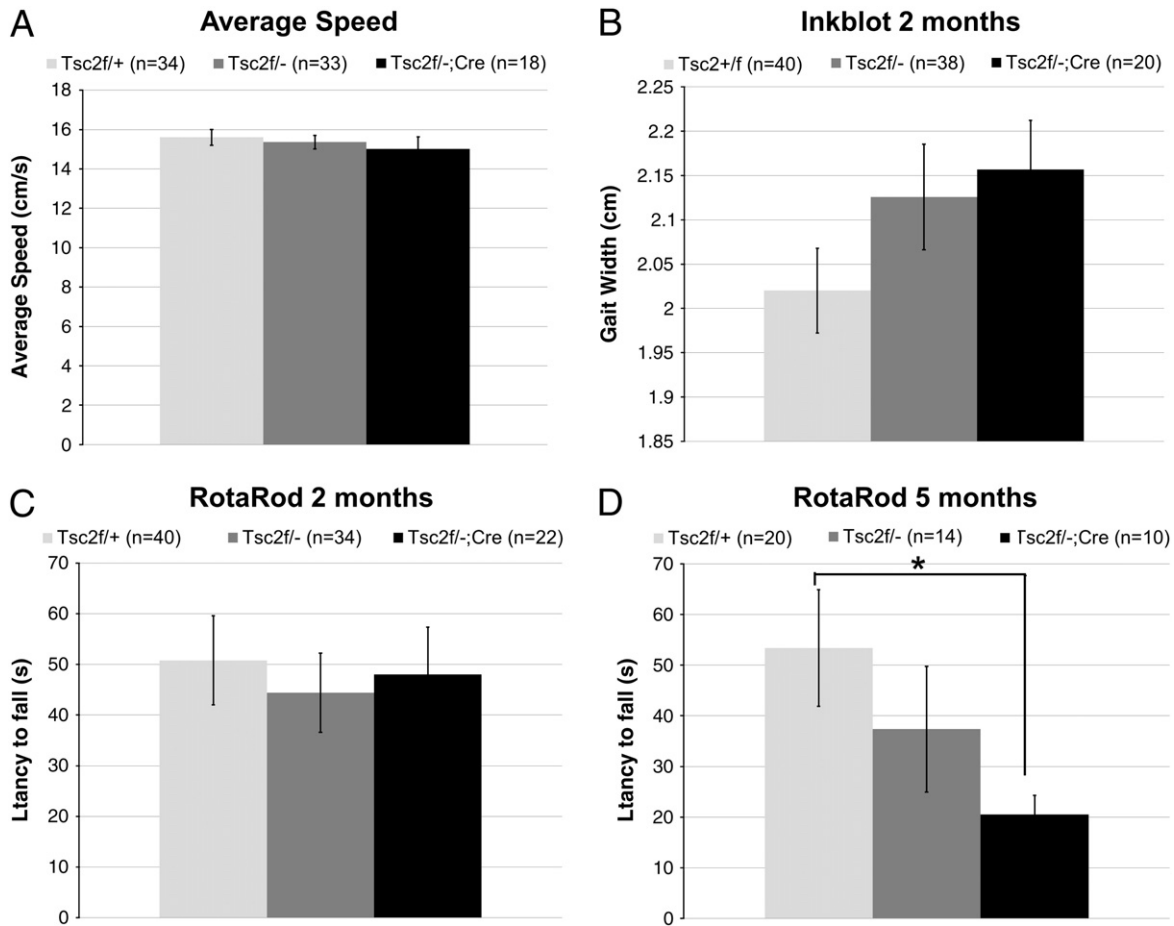 A
Average Speed
Tsc2f/+ (n=34) Tsc2f/- (n=33) Tsc2f/-;Cre (n=18)
Average Speed (cm/s)
18
16
14
12
10
8
6
4
2
0
B
Inkblot 2 months
Tsc2+/f (n=40) Tsc2f/- (n=38) Tsc2f/-;Cre (n=20)
Gait Width (cm)
2.25
2.2
2.15
2.1
2.05
2
1.95
1.9
1.85
C
RotaRod 2 months
Tsc2f/+ (n=40) Tsc2f/- (n=34) Tsc2f/-;Cre (n=22)
Ltancy to fall (s)
70
60
50
40
30
20
10
0
D
RotaRod 5 months
Tsc2f/+ (n=20) Tsc2f/- (n=14) Tsc2f/-;Cre (n=10)
*
Ltancy to fall (s)
70
60
50
40
30
20
10
0